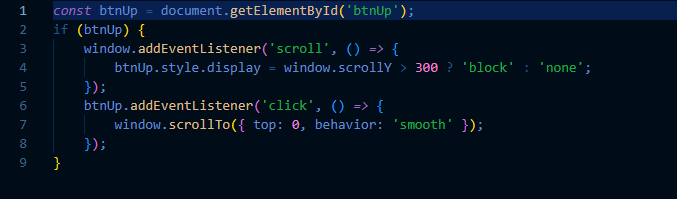 1 const btnUp = document.getElementById('btnUp');
2 if (btnUp) {
3     window.addEventListener('scroll', () => {
4         btnUp.style.display = window.scrollY > 300 ? 'block' : 'none';
5     });
6     btnUp.addEventListener('click', () => {
7         window.scrollTo({ top: 0, behavior: 'smooth' });
8     });
9 }